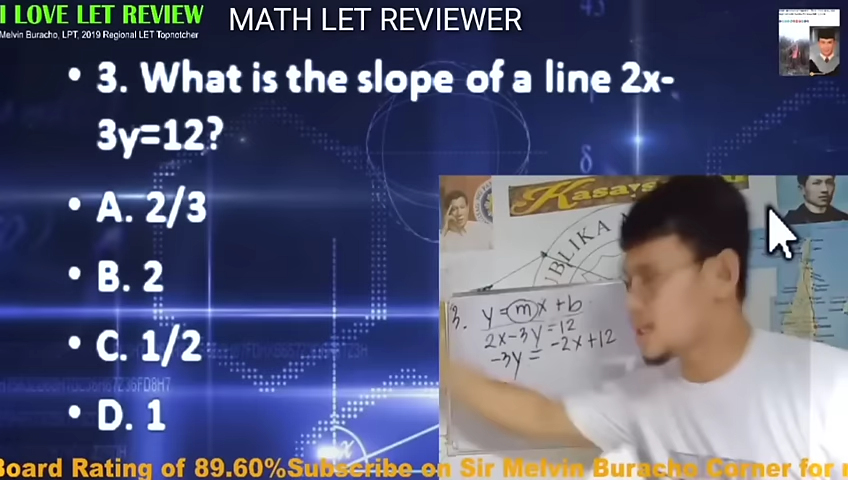 I LOVE LET REVIEW
Melvin Buracho, LPT, 2019 Regional LET Topnotcher
MATH LET REVIEWER
• 3. What is the slope of a line 2x-
3y=12?
• A. 2/3
• B. 2
• C. 1/2
• D. 1
Kasays
UBLIKA
3. y = mx + b
2x - 3y = 12
-3y = -2x + 12
Board Rating of 89.60%Subscribe on Sir Melvin Buracho Corner for